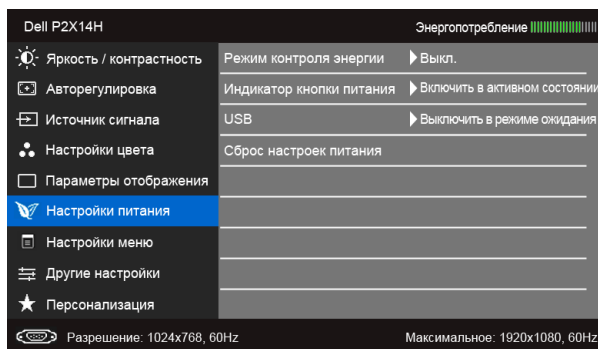 Dell P2X14H Энергопотребление
Яркость / контрастность Режим контроля энергии Выкл.
Авторегулировка Индикатор кнопки питания Включить в активном состоянии
Источник сигнала USB Выключить в режиме ожидания
Настройки цвета Сброс настроек питания
Параметры отображения
Настройки питания
Настройки меню
Другие настройки
Персонализация
Разрешение: 1024x768, 60Hz Максимальное: 1920x1080, 60Hz